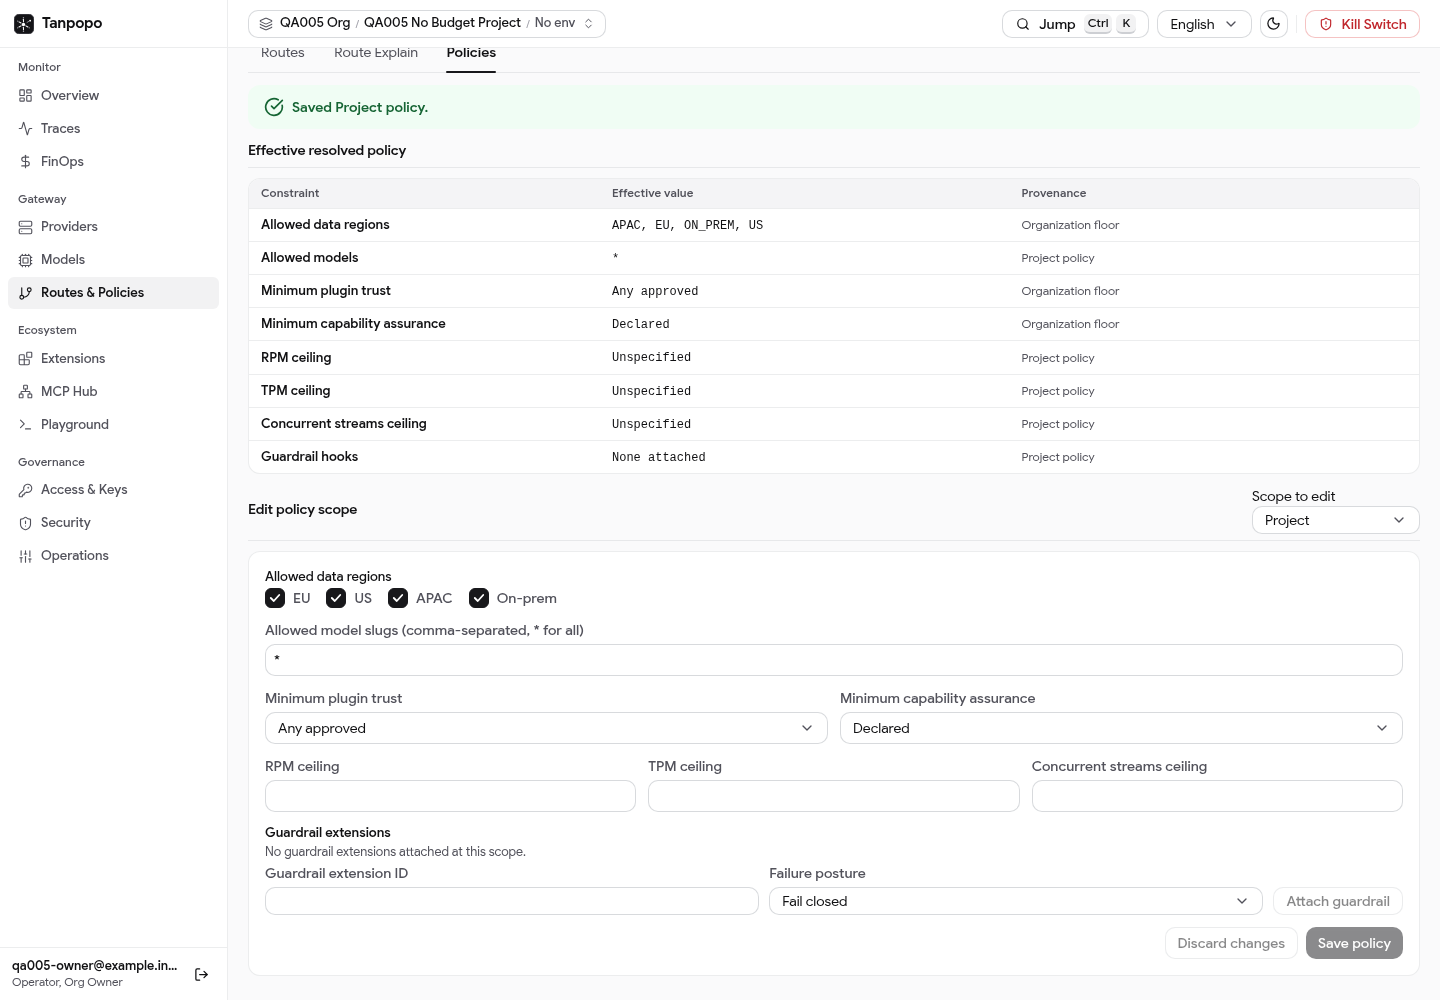 Tanpopo
QA005 Org / QA005 No Budget Project / No env
Jump Ctrl K
English
Kill Switch
Monitor
Overview
Traces
FinOps
Gateway
Providers
Models
Routes & Policies
Ecosystem
Extensions
MCP Hub
Playground
Governance
Access & Keys
Security
Operations
qa005-owner@example.in...
Operator, Org Owner
Routes Route Explain Policies
Saved Project policy.
Effective resolved policy
Constraint Effective value Provenance
Allowed data regions APAC, EU, ON_PREM, US Organization floor
Allowed models * Project policy
Minimum plugin trust Any approved Organization floor
Minimum capability assurance Declared Organization floor
RPM ceiling Unspecified Project policy
TPM ceiling Unspecified Project policy
Concurrent streams ceiling Unspecified Project policy
Guardrail hooks None attached Project policy
Scope to edit
Edit policy scope
Project
Allowed data regions
EU US APAC On-prem
Allowed model slugs (comma-separated, * for all)
*
Minimum plugin trust Minimum capability assurance
Any approved Declared
RPM ceiling TPM ceiling Concurrent streams ceiling
Guardrail extensions
No guardrail extensions attached at this scope.
Guardrail extension ID Failure posture
Fail closed Attach guardrail
Discard changes Save policy